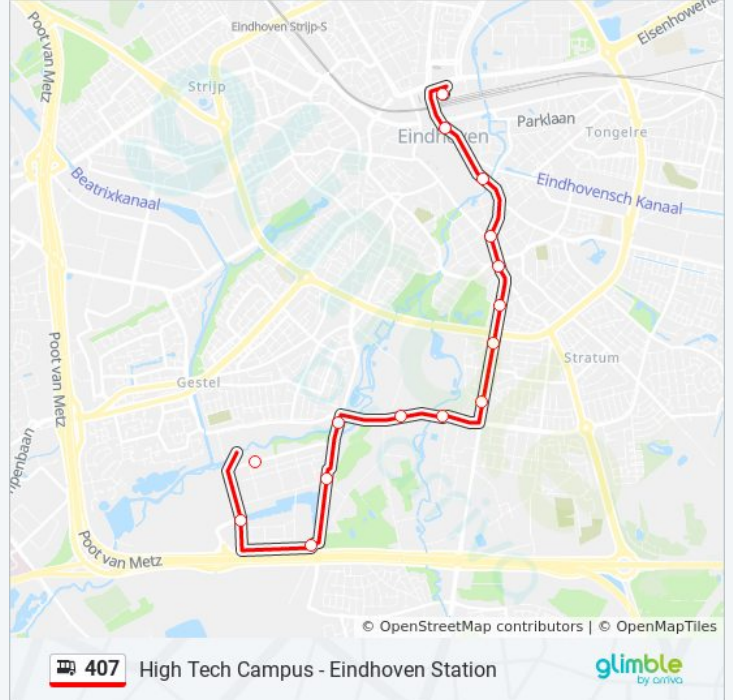 Eindhoven Strijp-S
Eisenhowerl
Poot van Metz
Strijp
Parklaan
Tongelre
Eindhoven
Beatrixkanaal
Eindhovensch Kanaal
Poot van Metz
Stratum
Gestel
Poot van Metz
© OpenStreetMap contributors | © OpenMapTiles
407 High Tech Campus - Eindhoven Station
glimble
by arriva